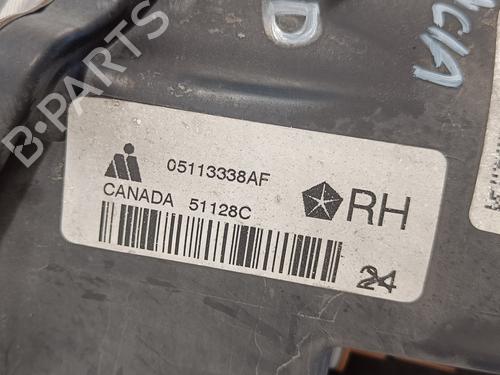 D
B-PARTS
05113338AF
CANADA 51128C
RH
24